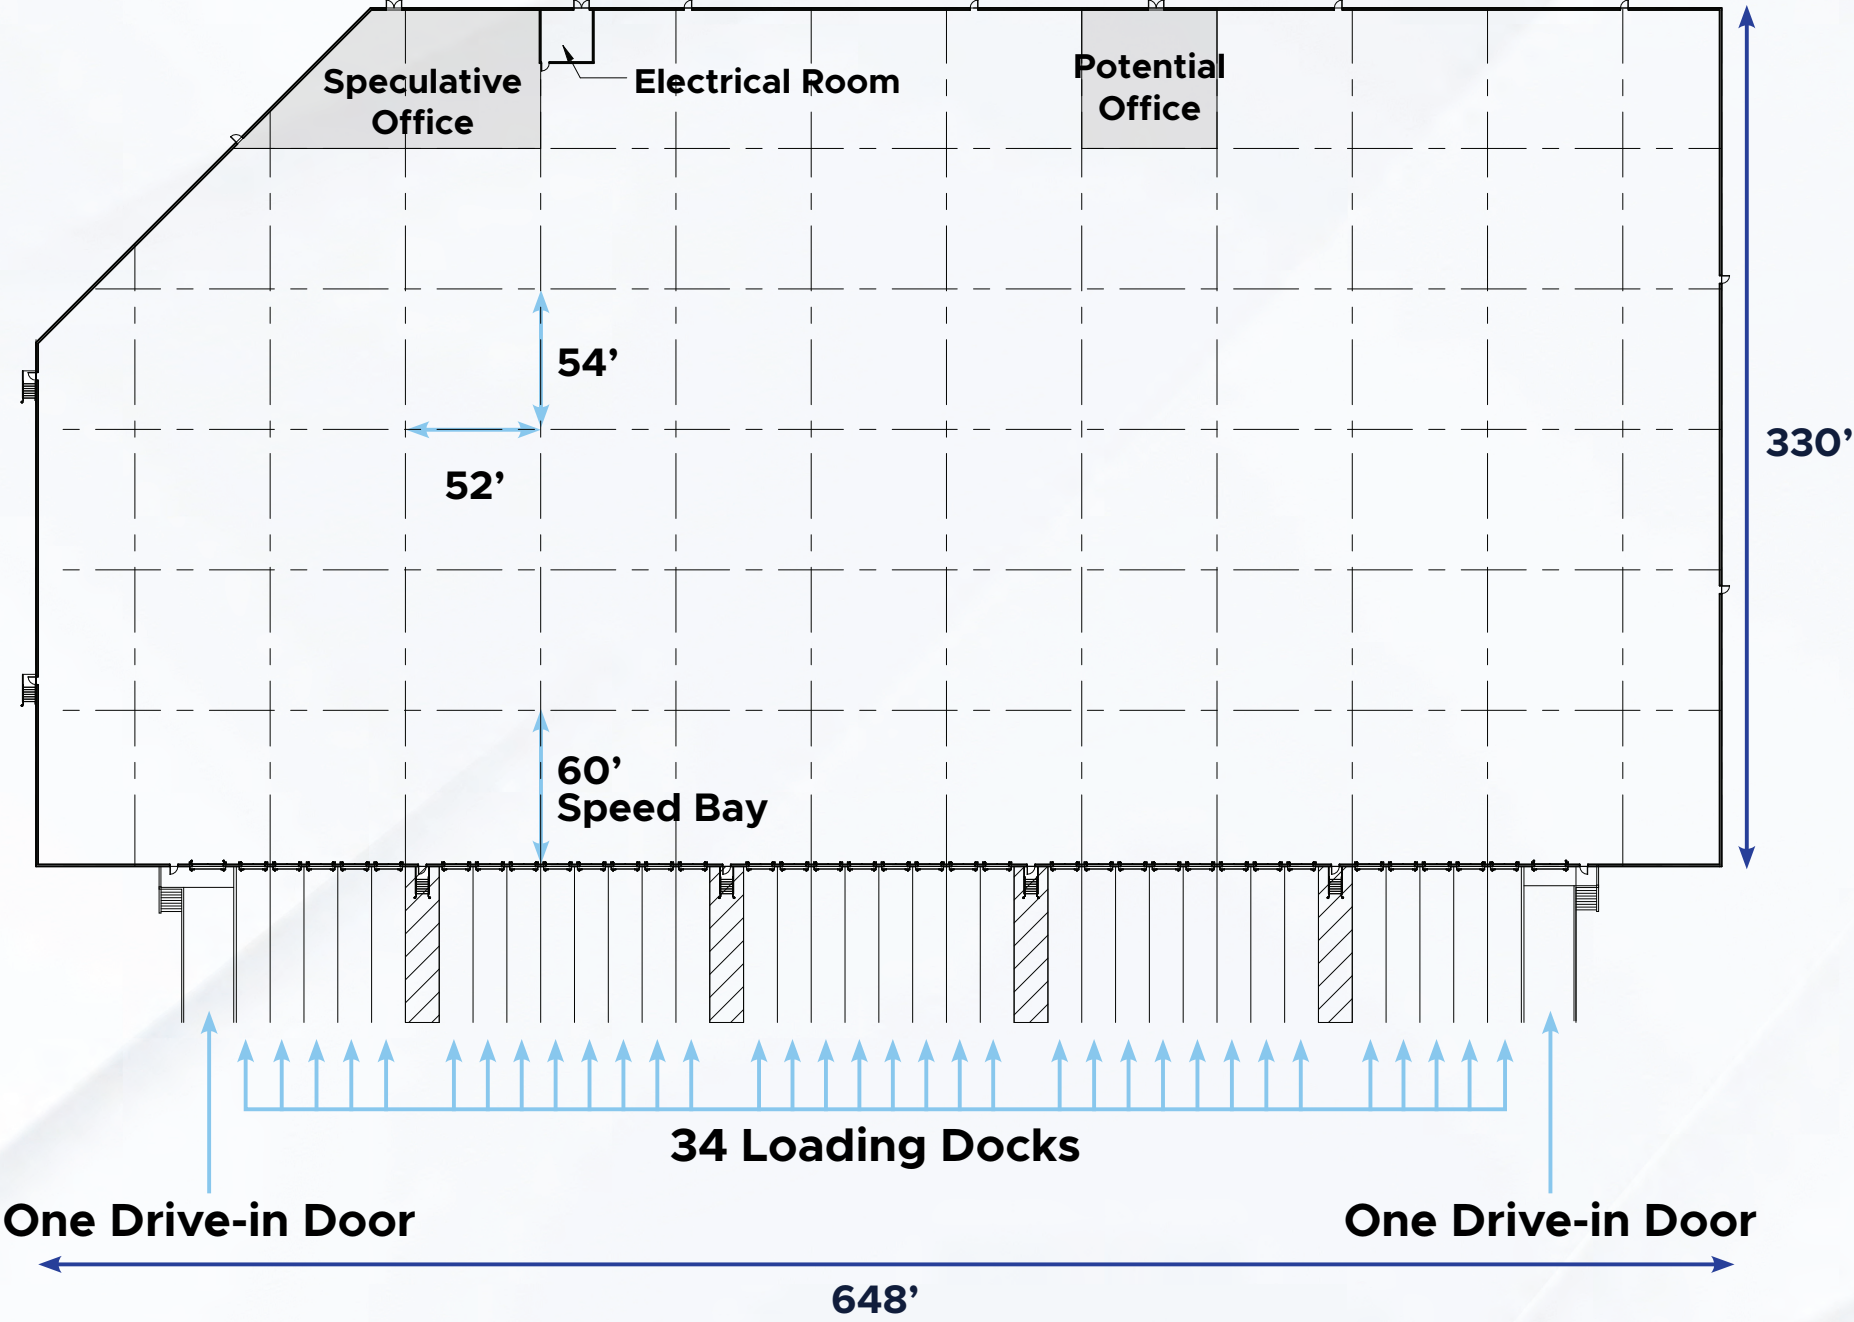 Speculative
Office
Electrical Room
Potential
Office
54’
52’
330’
60’
Speed Bay
34 Loading Docks
One Drive-in Door
One Drive-in Door
648’